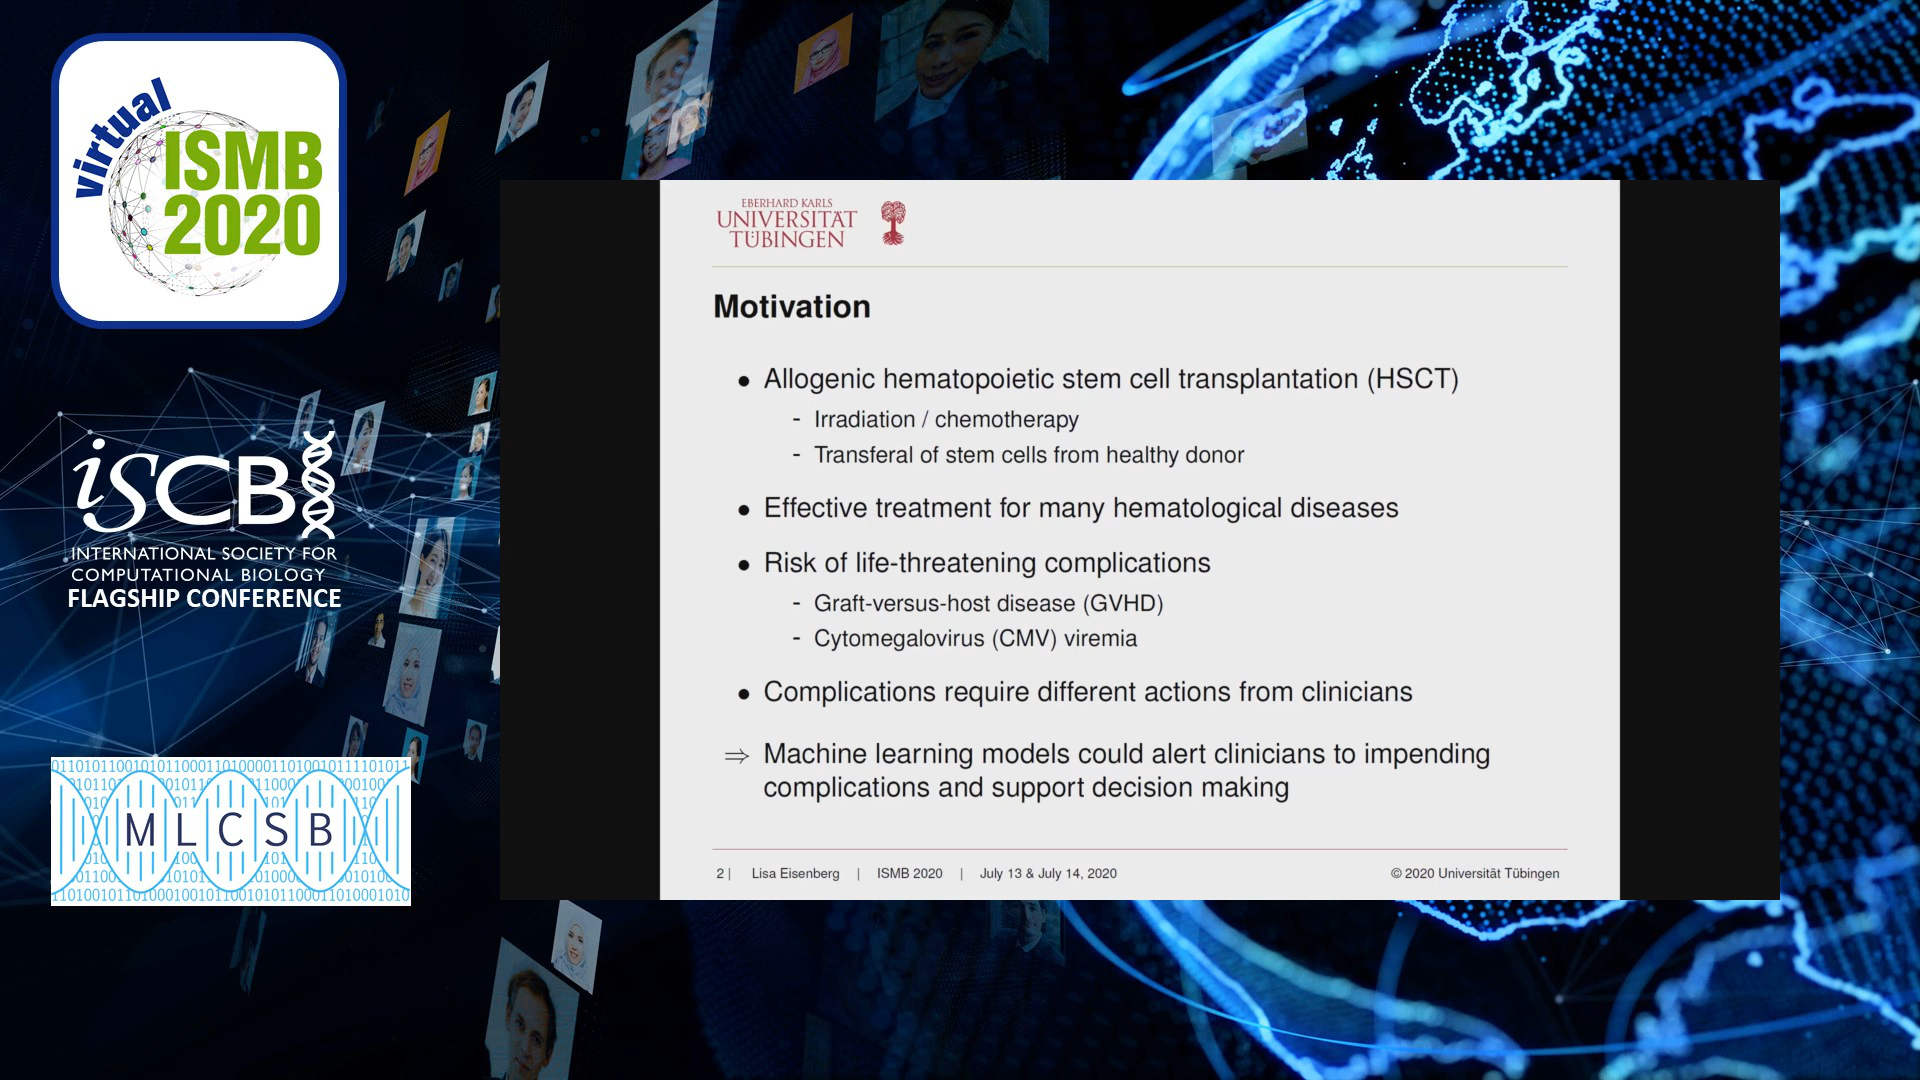 virtual
ISMB
2020
iSCB
INTERNATIONAL SOCIETY FOR
COMPUTATIONAL BIOLOGY
FLAGSHIP CONFERENCE
MLCSB
EBERHARD KARLS
UNIVERSITÄT
TÜBINGEN
Motivation
● Allogenic hematopoietic stem cell transplantation (HSCT)
- Irradiation / chemotherapy
- Transferal of stem cells from healthy donor
● Effective treatment for many hematological diseases
● Risk of life-threatening complications
- Graft-versus-host disease (GVHD)
- Cytomegalovirus (CMV) viremia
● Complications require different actions from clinicians
⇒ Machine learning models could alert clinicians to impending
complications and support decision making
2 | Lisa Eisenberg | ISMB 2020 | July 13 & July 14, 2020 © 2020 Universität Tübingen